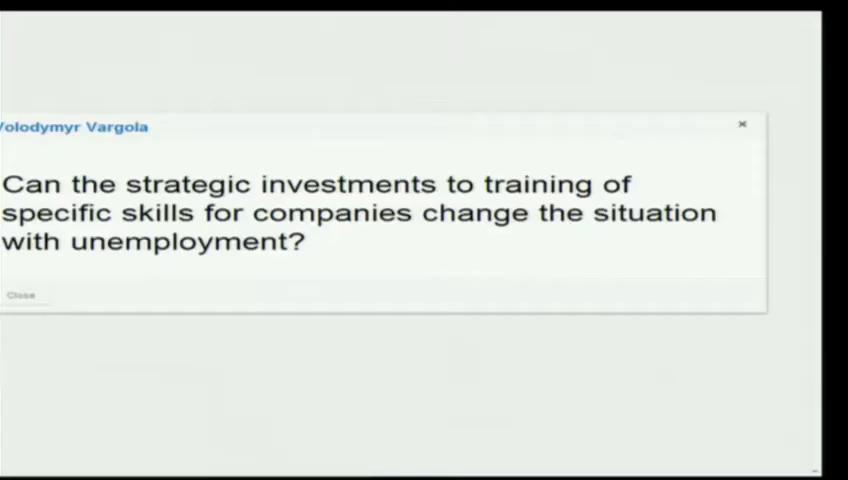 Volodymyr Vargola
×
Can the strategic investments to training of
specific skills for companies change the situation
with unemployment?
Close